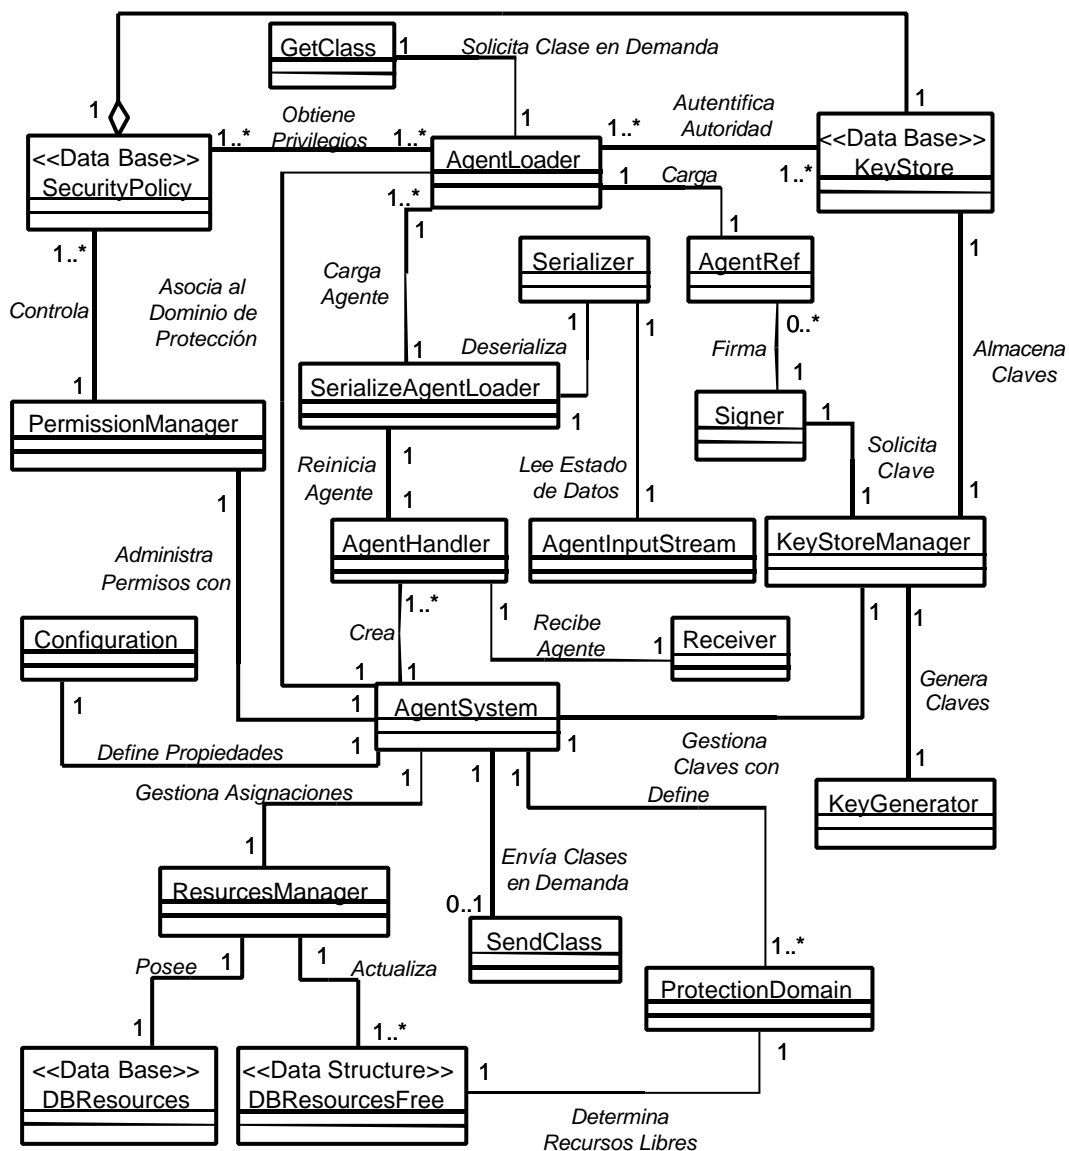 GetClass
1
Solicita Clase en Demanda
1
1
1
Obtiene
Privilegios
1..*
1..*
Autentifica
Autoridad
1..*
1..*
<<Data Base>>
SecurityPolicy
AgentLoader
<<Data Base>>
KeyStore
1
Carga
1
1..*
1
1..*
1
Serializer
AgentRef
Asocia al
Dominio de
Protección
Carga
Agente
Controla
1
1
0..*
Deserializa
Firma
Almacena
Claves
1
1
1
SerializeAgentLoader
1
PermissionManager
Signer
1
1
Reinicia
Agente
Lee Estado
de Datos
Solicita
Clave
1
1
1
1
1
AgentHandler
AgentInputStream
KeyStoreManager
Administra
Permisos con
1..*
1
1
1
Configuration
Crea
Recibe
Agente
1
Receiver
1
1
Genera
Claves
1
1
AgentSystem
1
Define Propiedades
1
Gestiona
Claves con
1
Gestiona Asignaciones
1
1
1
Define
KeyGenerator
1
Envía Clases
en Demanda
ResurcesManager
0..1
SendClass
1..*
Posee
1
1
Actualiza
ProtectionDomain
1
1..*
1
<<Data Base>>
DBResources
<<Data Structure>>
DBResourcesFree
1
Determina
Recursos Libres